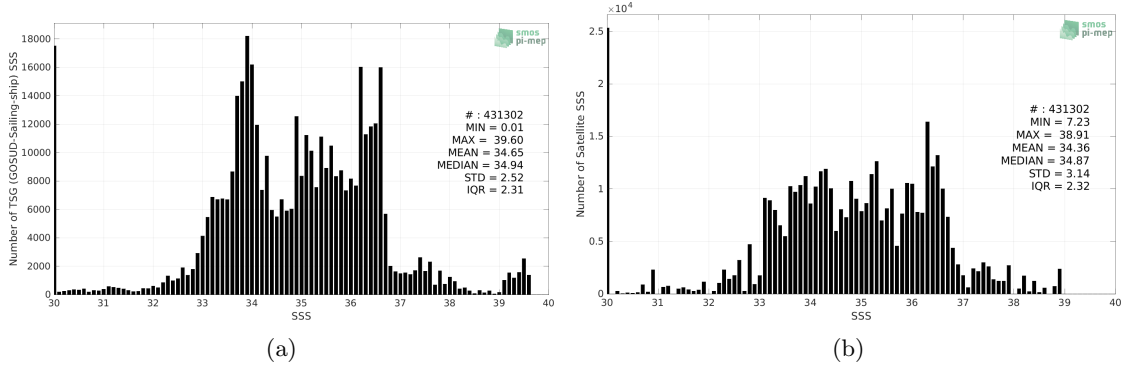 18000
16000
14000
12000
10000
8000
6000
4000
2000
0
30 31 32 33 34 35 36 37 38 39 40
SSS
Number of TSG (GOSUD-Sailing-ship) SSS
smos
pi-mep
# : 431302
MIN = 0.01
MAX = 39.60
MEAN = 34.65
MEDIAN = 34.94
STD = 2.52
IQR = 2.31
(a)
×10⁴
2.5
2
1.5
1
0.5
0
30 31 32 33 34 35 36 37 38 39 40
SSS
Number of Satellite SSS
smos
pi-mep
# : 431302
MIN = 7.23
MAX = 38.91
MEAN = 34.36
MEDIAN = 34.87
STD = 3.14
IQR = 2.32
(b)